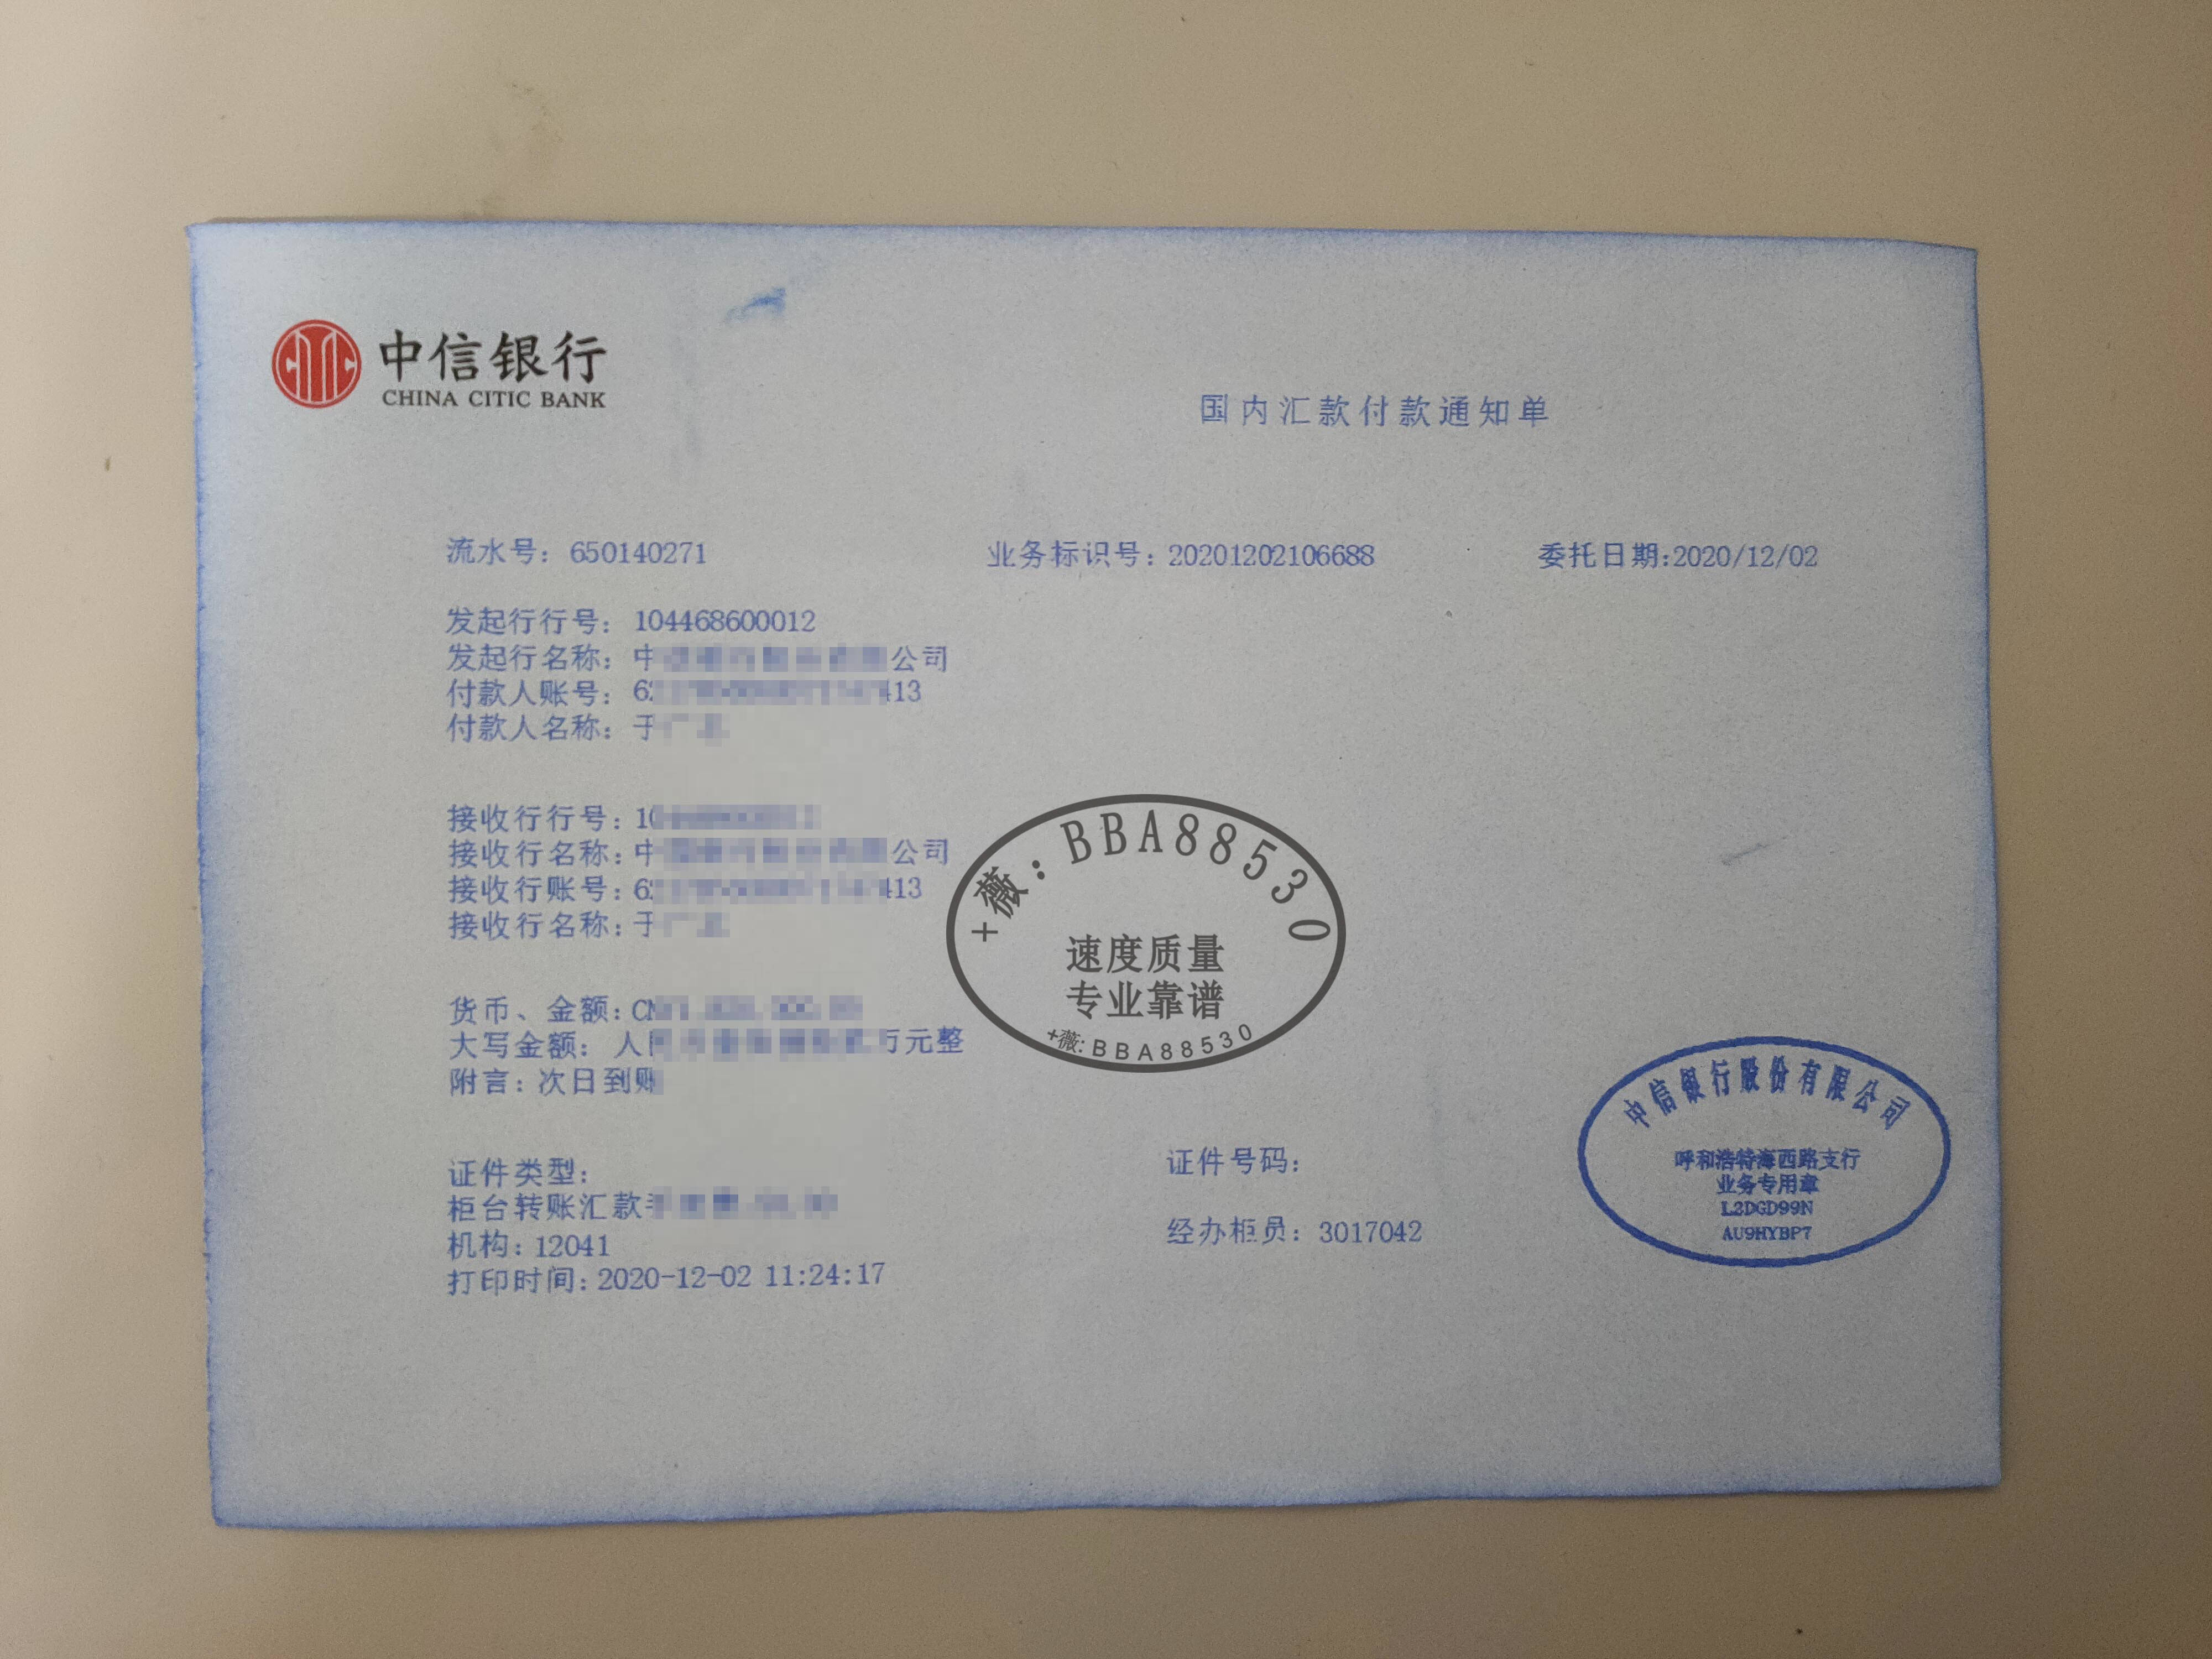 中信银行
CHINA CITIC BANK
国内汇款付款通知单
流水号：650140271
业务标识号：20201202106688
委托日期:2020/12/02
发起行行号：104468600012
发起行名称：中 公司
付款人账号：62 413
付款人名称：于
接收行行号：10
接收行名称：中 公司
接收行账号：62 413
接收行名称：于
货币、金额：CN
大写金额：人 万元整
附言：次日到账
证件类型：
证件号码：
柜台转账汇款手
经办柜员：3017042
机构：12041
打印时间：2020-12-02 11:24:17
+薇：BBA88530
速度质量
专业靠谱
+薇:BBA88530
中信银行股份有限公司
呼和浩特海西路支行
业务专用章
L2DGD99N
AU9HYBP7